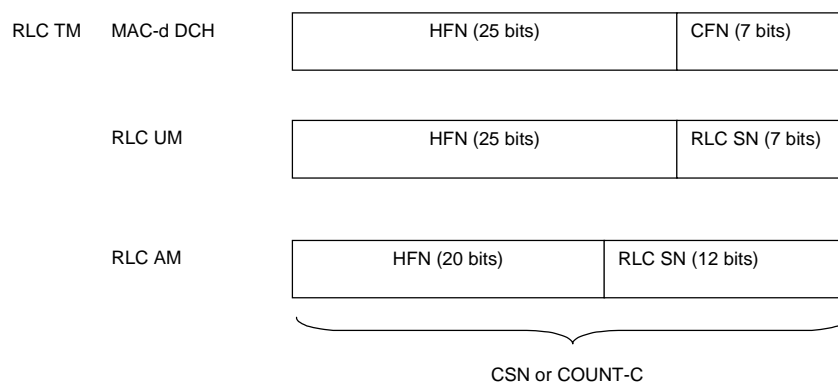 RLC TM MAC-d DCH HFN (25 bits) CFN (7 bits)
RLC UM HFN (25 bits) RLC SN (7 bits)
RLC AM HFN (20 bits) RLC SN (12 bits)
CSN or COUNT-C